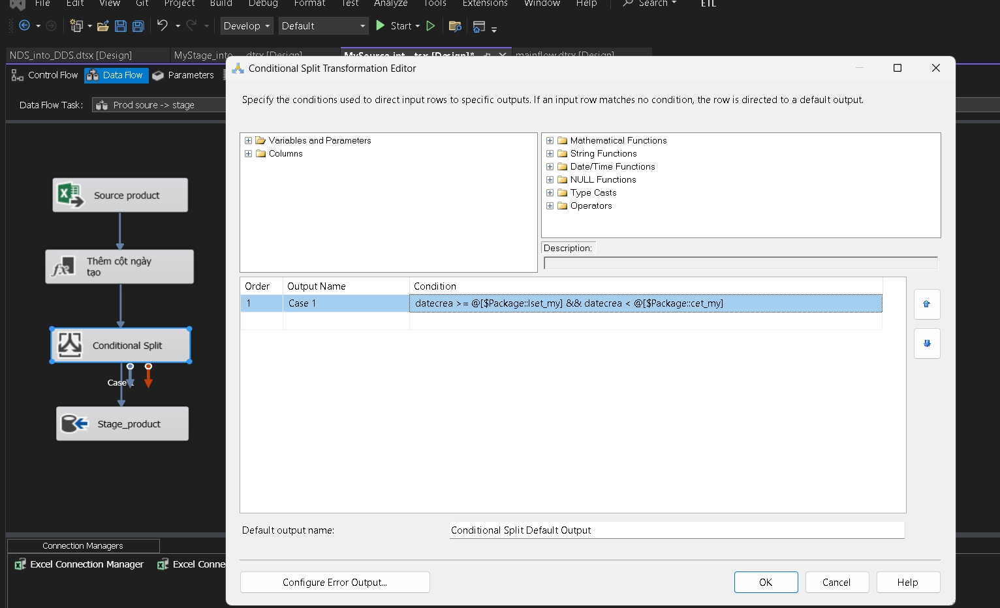 File Edit View Git Project Build Debug Format Test Analyze Tools Extensions Window Help Search ETL
Develop Default Start
NDS_into_DDS.dtsx [Design] MyStage_into_ .dtsx [Design] MySource_int tsx [Design]* mainflow.dtsx [Design]
Control Flow Data Flow Parameters
Data Flow Task: Prod soure -> stage
Source product
Thêm cột ngày
tạo
Conditional Split
Case
Stage_product
Connection Managers
Excel Connection Manager Excel Conne
Conditional Split Transformation Editor
Specify the conditions used to direct input rows to specific outputs. If an input row matches no condition, the row is directed to a default output.
Variables and Parameters
Columns
Mathematical Functions
String Functions
Date/Time Functions
NULL Functions
Type Casts
Operators
Description:
Order Output Name Condition
1 Case 1 datecrea >= @[$Package::lset_my] && datecrea < @[$Package::cet_my]
Default output name: Conditional Split Default Output
Configure Error Output... OK Cancel Help